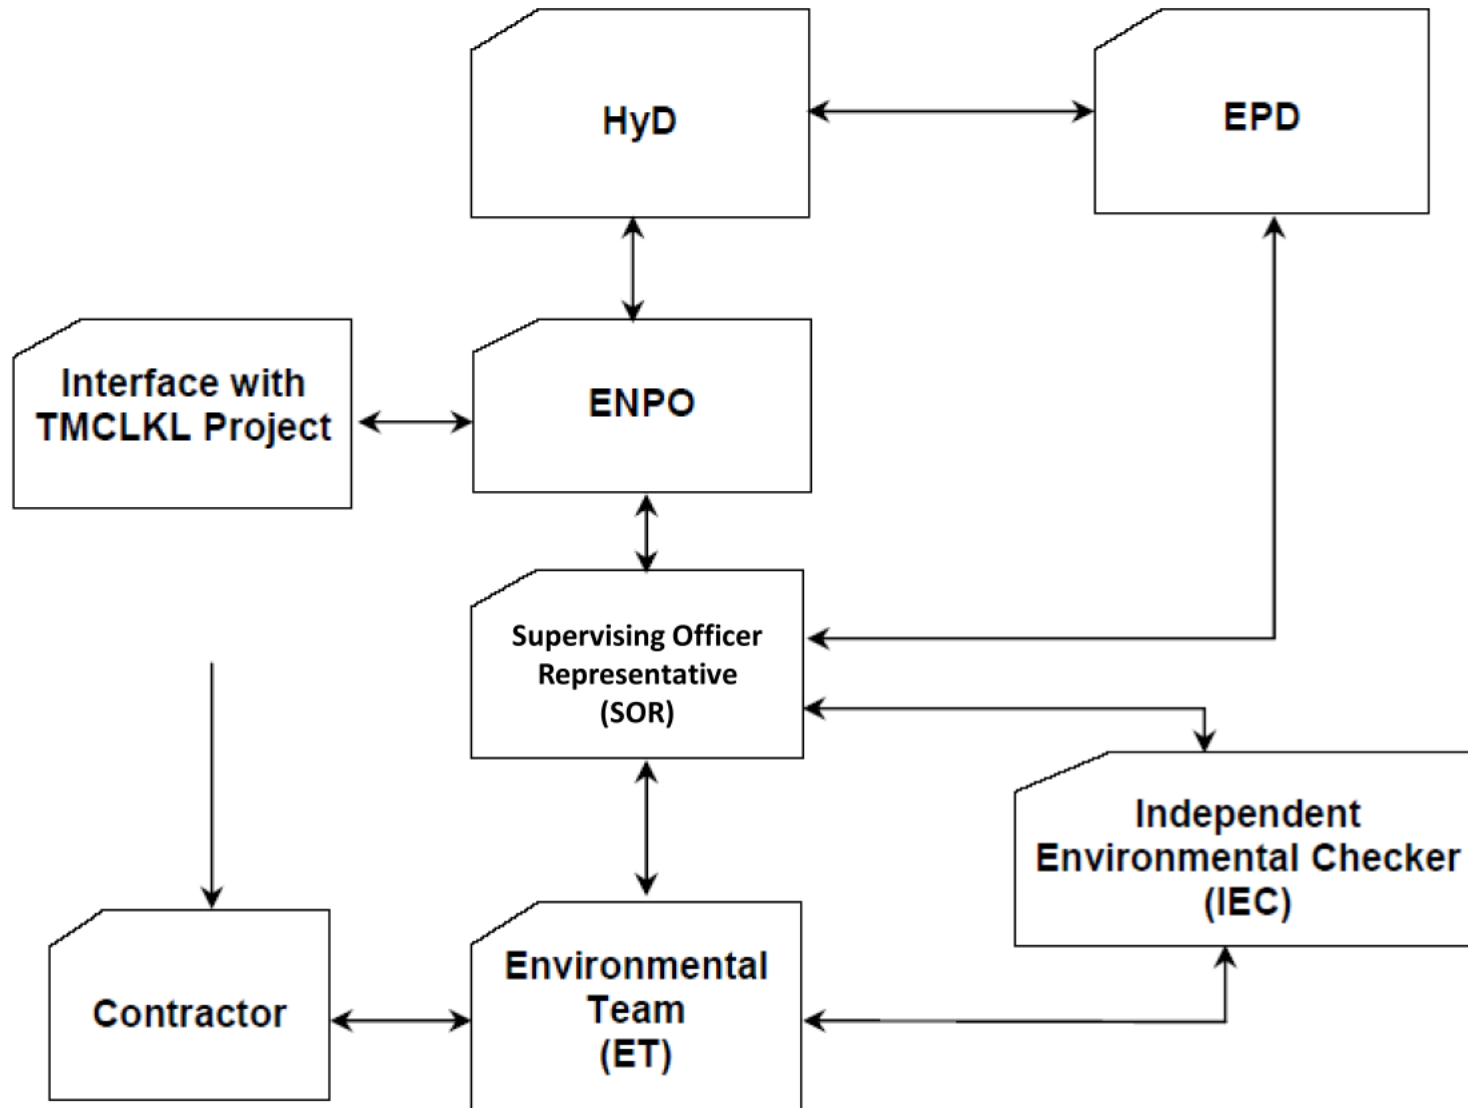 HyD
EPD
Interface with
TMCLKL Project
ENPO
Supervising Officer
Representative
(SOR)
Independent
Environmental Checker
(IEC)
Contractor
Environmental
Team
(ET)